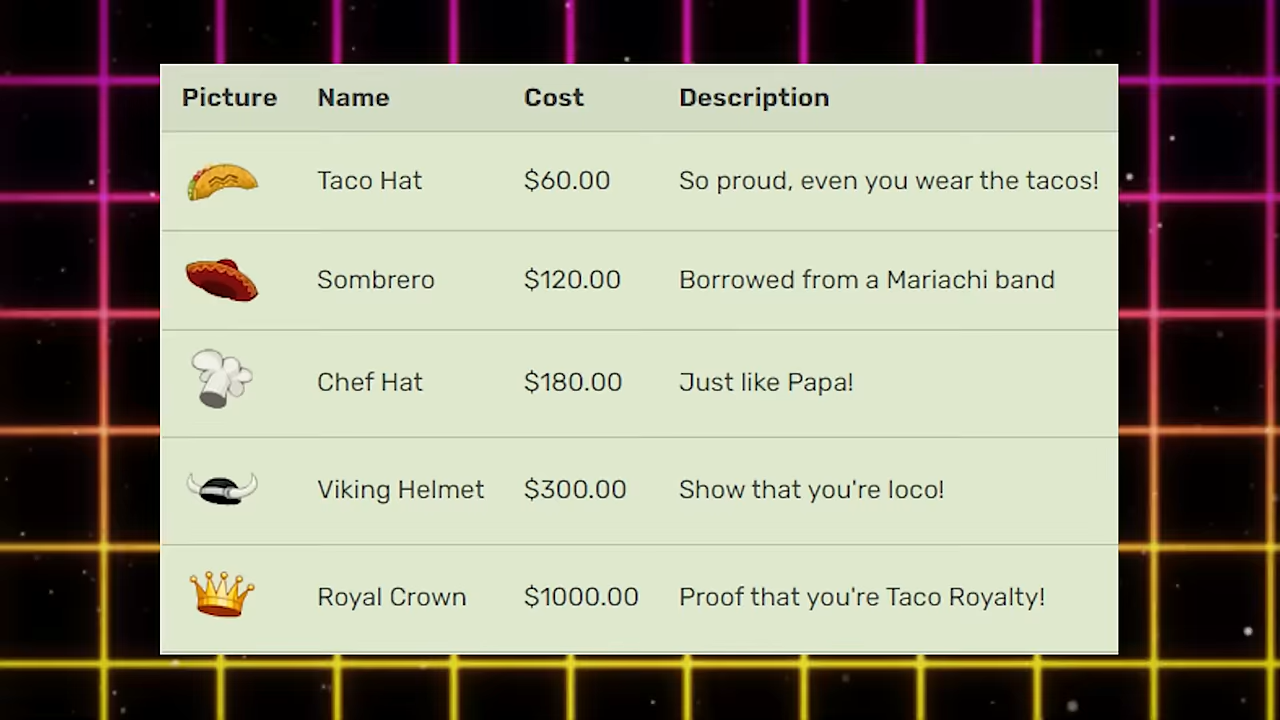 Picture Name Cost Description
Taco Hat $60.00 So proud, even you wear the tacos!
Sombrero $120.00 Borrowed from a Mariachi band
Chef Hat $180.00 Just like Papa!
Viking Helmet $300.00 Show that you're loco!
Royal Crown $1000.00 Proof that you're Taco Royalty!